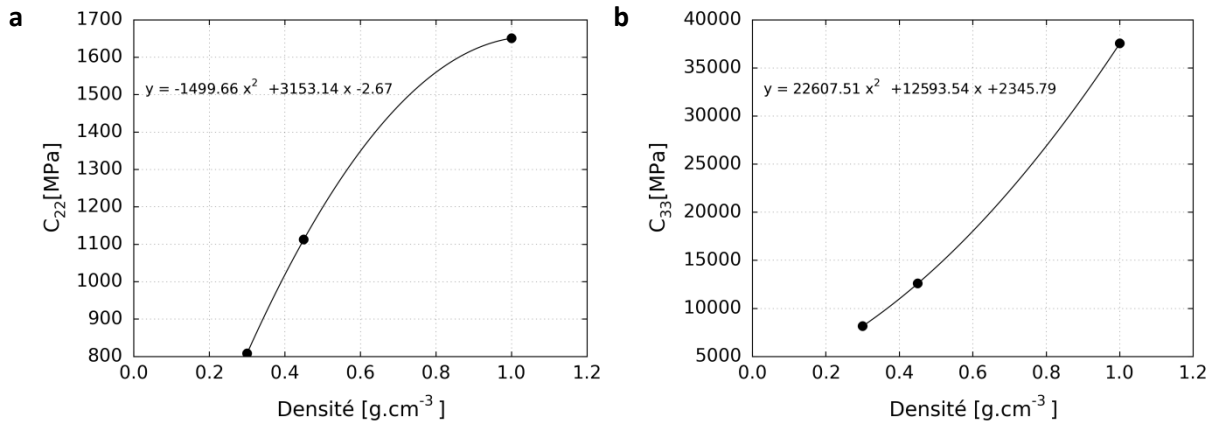 a
1700
1600
1500
1400
1300
1200
1100
1000
900
800
C₂₂[MPa]
y = -1499.66 x² +3153.14 x -2.67
0.0 0.2 0.4 0.6 0.8 1.0 1.2
Densité [g.cm⁻³ ]
b
40000
35000
30000
25000
20000
15000
10000
5000
C₃₃[MPa]
y = 22607.51 x² +12593.54 x +2345.79
0.0 0.2 0.4 0.6 0.8 1.0 1.2
Densité [g.cm⁻³ ]